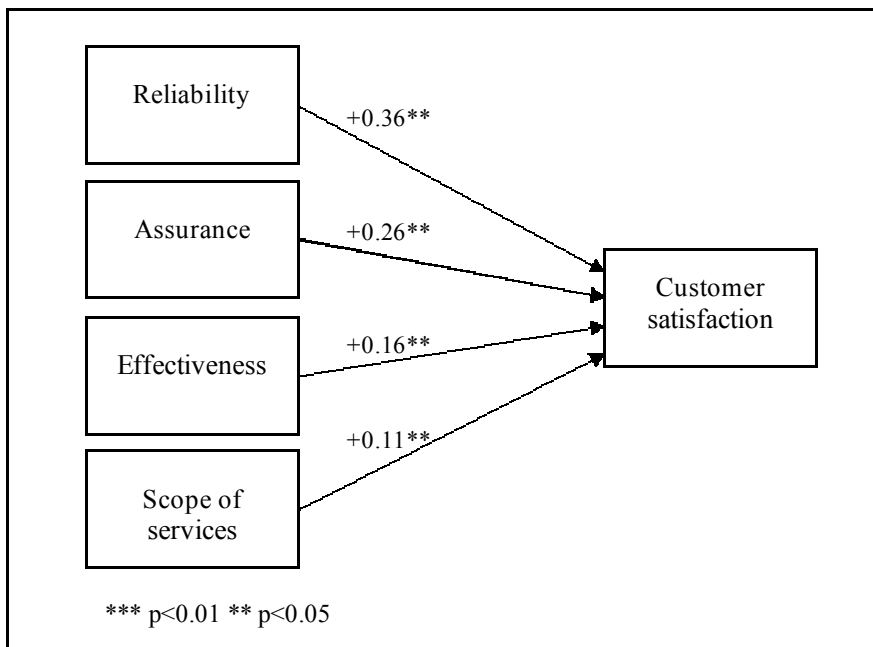 Reliability
+0.36**
Assurance
+0.26**
Customer
satisfaction
Effectiveness
+0.16**
+0.11**
Scope of
services
*** p<0.01 ** p<0.05